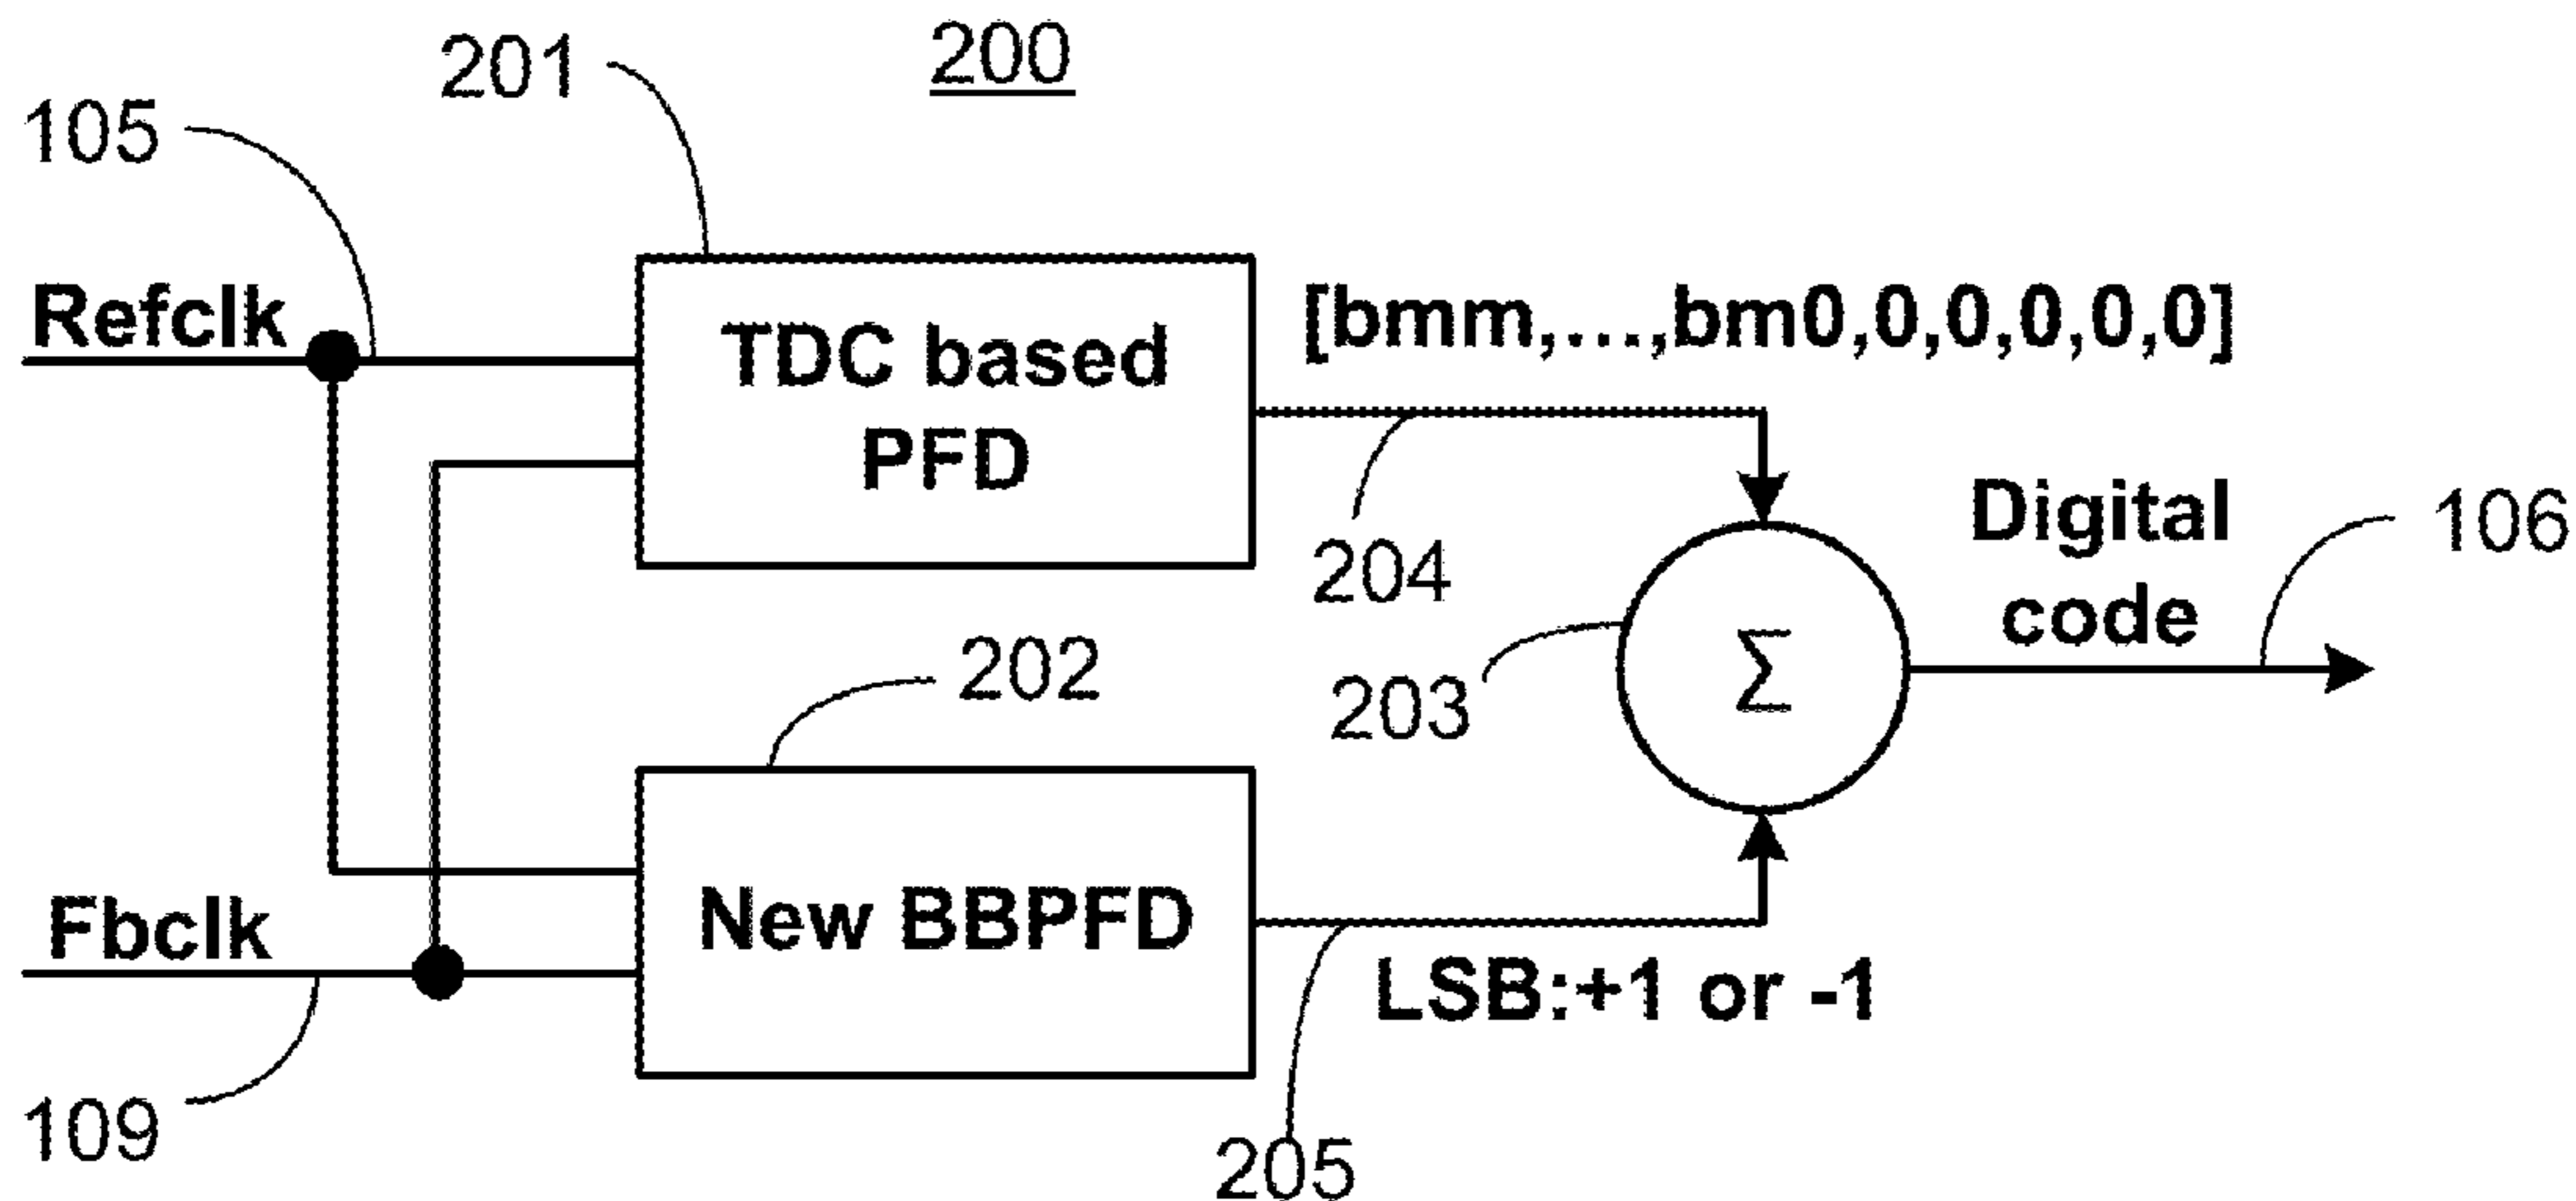 200
201
105
Refclk
TDC based
PFD
[bmm,...,bm0,0,0,0,0,0]
204
Digital
code
106
203
Σ
202
Fbclk
New BBPFD
LSB:+1 or -1
109
205